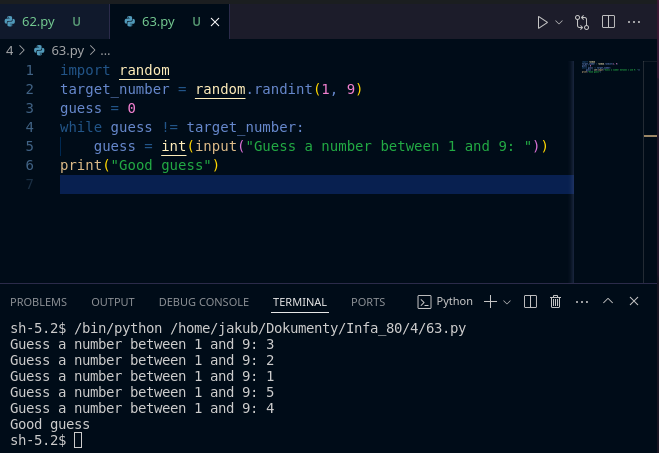 62.py U 63.py U
4 > 63.py > ...
1 import random
2 target_number = random.randint(1, 9)
3 guess = 0
4 while guess != target_number:
5 guess = int(input("Guess a number between 1 and 9: "))
6 print("Good guess")
7
PROBLEMS OUTPUT DEBUG CONSOLE TERMINAL PORTS Python
sh-5.2$ /bin/python /home/jakub/Dokumenty/Infa_80/4/63.py
Guess a number between 1 and 9: 3
Guess a number between 1 and 9: 2
Guess a number between 1 and 9: 1
Guess a number between 1 and 9: 5
Guess a number between 1 and 9: 4
Good guess
sh-5.2$